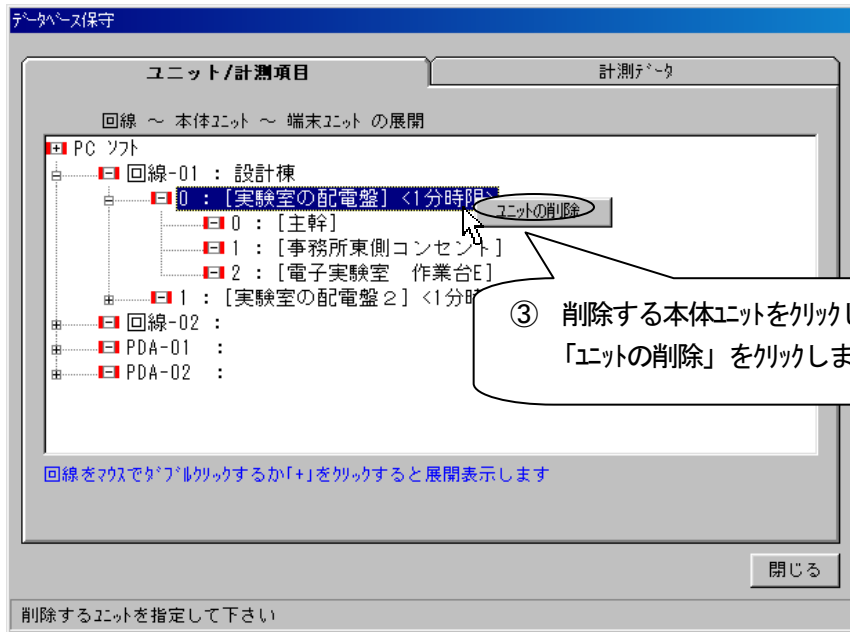 ﾃﾞｰﾀﾍﾞｰｽ保守
ユニット/計測項目
計測ﾃﾞｰﾀ
回線 ～ 本体ﾕﾆｯﾄ ～ 端末ﾕﾆｯﾄ の展開
PC ｿﾌﾄ
回線-01 : 設計棟
0 : [実験室の配電盤] <1分時限>
ﾕﾆｯﾄの削除
0 : [主幹]
1 : [事務所東側コンセント]
2 : [電子実験室 作業台E]
1 : [実験室の配電盤２] <1分時
回線-02 :
PDA-01 :
PDA-02 :
③ 削除する本体ﾕﾆｯﾄをｸﾘｯｸし
「ﾕﾆｯﾄの削除」をｸﾘｯｸしま
回線をﾏｳｽでﾀﾞﾌﾞﾙｸﾘｯｸするか｢+｣をｸﾘｯｸすると展開表示します
閉じる
削除するﾕﾆｯﾄを指定して下さい